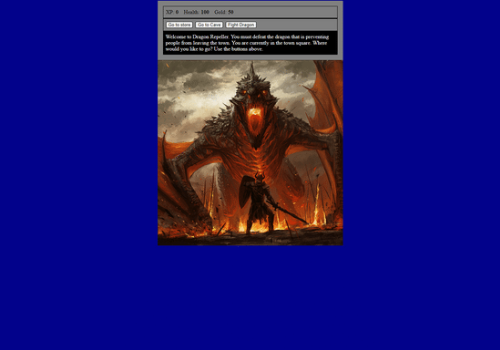 XP: 0 Health: 100 Gold: 50
Go to store Go to Cave Fight Dragon
Welcome to Dragon Repeller. You must defeat the dragon that is preventing
people from leaving the town. You are currently in the town square. Where
would you like to go? Use the buttons above.